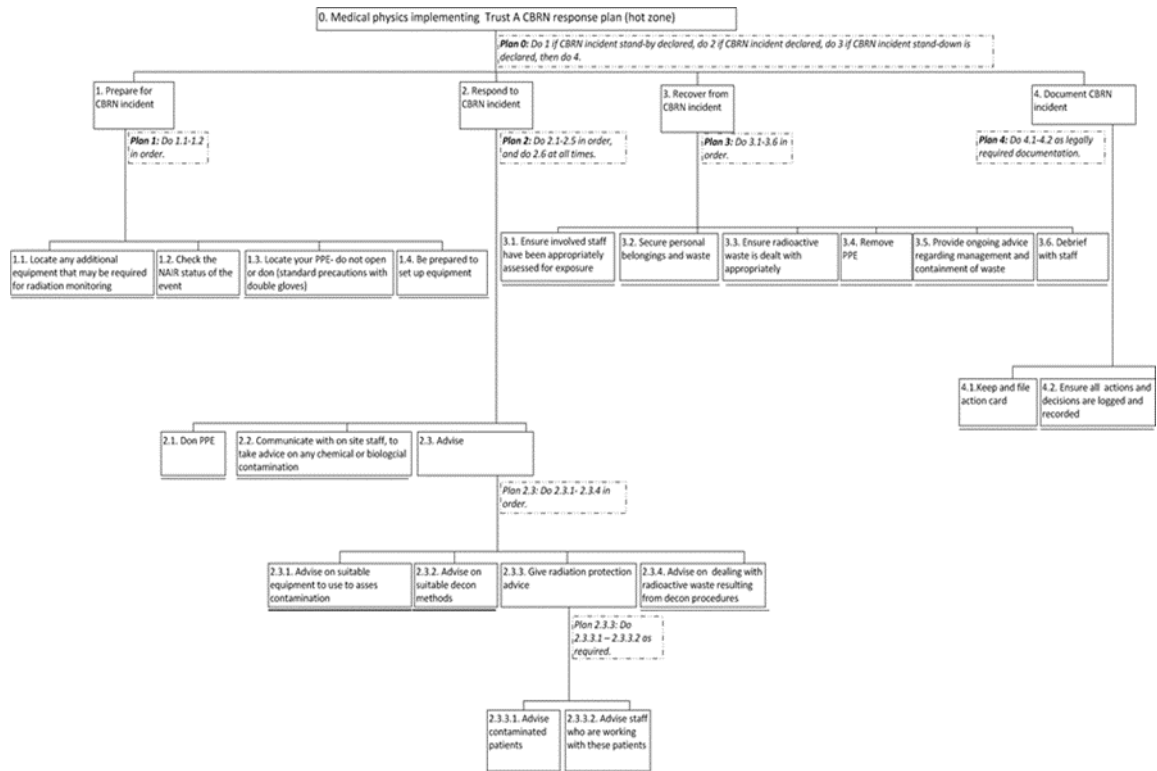 0. Medical physics implementing Trust A CBRN response plan (hot zone)
Plan 0: Do 1 if CBRN incident stand-by declared, do 2 if CBRN incident declared, do 3 if CBRN incident stand-down is
declared, then do 4.
1. Prepare for
CBRN incident
2. Respond to
CBRN incident
3. Recover from
CBRN incident
4. Document CBRN
incident
Plan 1: Do 1.1-1.2
in order.
Plan 2: Do 2.1-2.5 in order,
and do 2.6 at all times.
Plan 3: Do 3.1-3.6 in
order.
Plan 4: Do 4.1-4.2 as legally
required documentation.
1.1. Locate any additional
equipment that may be required
for radiation monitoring
1.2. Check the
NAIR status of the
event
1.3. Locate your PPE- do not open
or don (standard precautions with
double gloves)
1.4. Be prepared to
set up equipment
3.1. Ensure involved staff
have been appropriately
assessed for exposure
3.2. Secure personal
belongings and waste
3.3. Ensure radioactive
waste is dealt with
appropriately
3.4. Remove
PPE
3.5. Provide ongoing advice
regarding management and
containment of waste
3.6. Debrief
with staff
4.1.Keep and file
action card
4.2. Ensure all actions and
decisions are logged and
recorded
2.1. Don PPE
2.2. Communicate with on site staff, to
take advice on any chemical or biologcial
contamination
2.3. Advise
Plan 2.3: Do 2.3.1- 2.3.4 in
order.
2.3.1. Advise on suitable
equipment to use to asses
contamination
2.3.2. Advise on
suitable decon
methods
2.3.3. Give radiation protection
advice
2.3.4. Advise on dealing with
radioactive waste resulting
from decon procedures
Plan 2.3.3: Do
2.3.3.1 – 2.3.3.2 as
required.
2.3.3.1. Advise
contaminated
patients
2.3.3.2. Advise staff
who are working
with these patients